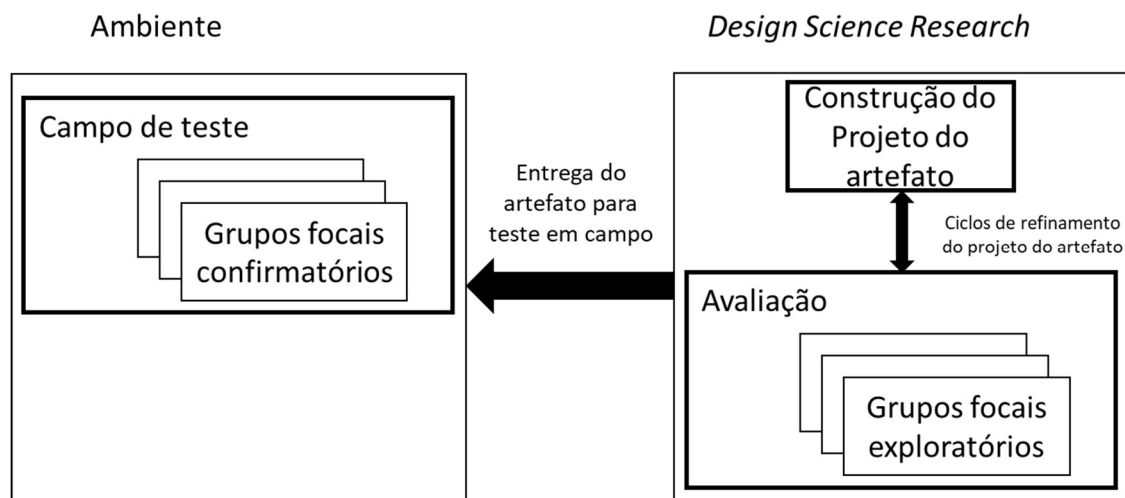 Ambiente
Design Science Research
Campo de teste
Grupos focais
confirmatórios
Entrega do
artefato para
teste em campo
Construção do
Projeto do
artefato
Ciclos de refinamento
do projeto do artefato
Avaliação
Grupos focais
exploratórios